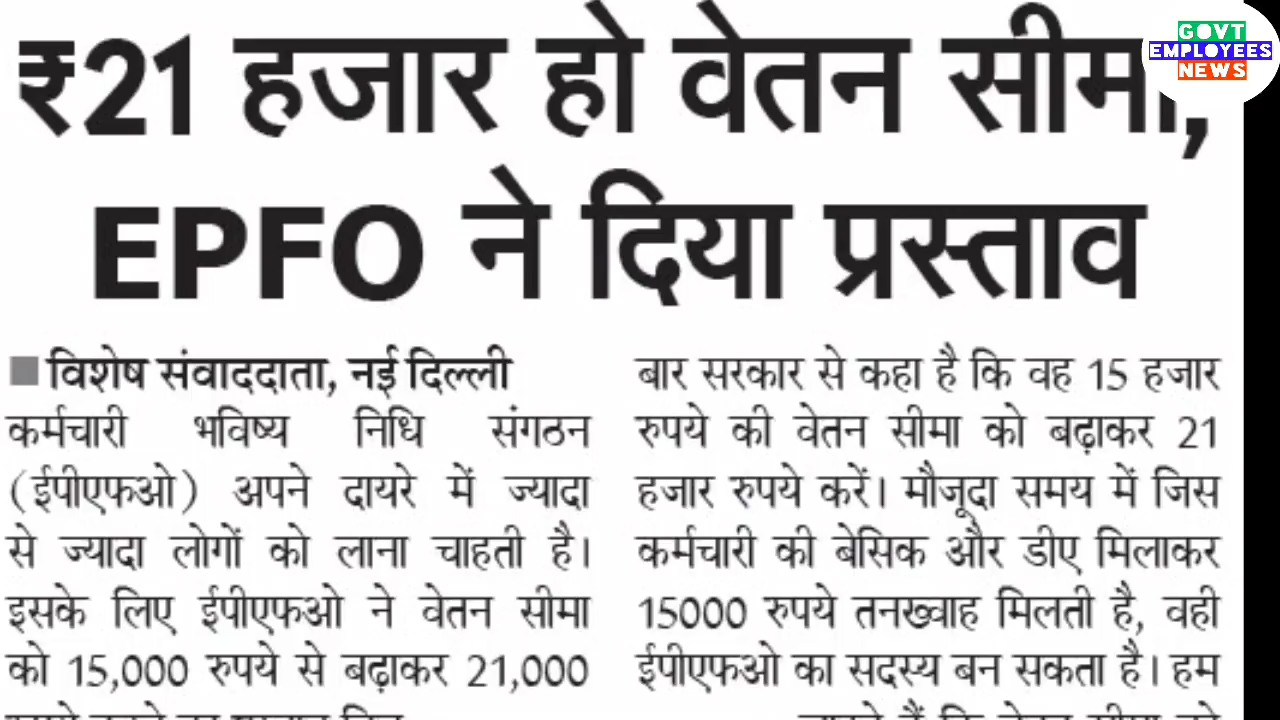 ₹21 हजार हो वेतन सीमा,
EPFO ने दिया प्रस्ताव
GOVT
EMPLOYEES
NEWS
विशेष संवाददाता, नई दिल्ली
कर्मचारी भविष्य निधि संगठन
(ईपीएफओ) अपने दायरे में ज्यादा
से ज्यादा लोगों को लाना चाहती है।
इसके लिए ईपीएफओ ने वेतन सीमा
को 15,000 रुपये से बढ़ाकर 21,000
बार सरकार से कहा है कि वह 15 हजार
रुपये की वेतन सीमा को बढ़ाकर 21
हजार रुपये करें। मौजूदा समय में जिस
कर्मचारी की बेसिक और डीए मिलाकर
15000 रुपये तनख्वाह मिलती है, वही
ईपीएफओ का सदस्य बन सकता है। हम